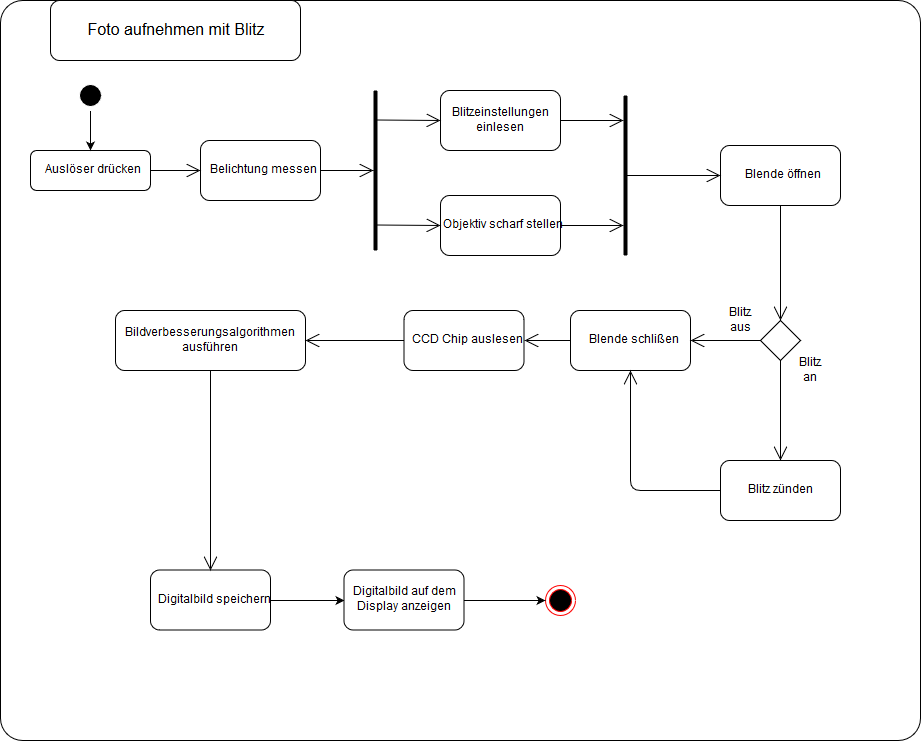 Foto aufnehmen mit Blitz
Auslöser drücken
Belichtung messen
Blitzeinstellungen
einlesen
Objektiv scharf stellen
Blende öffnen
Blitz
aus
Blitz
an
Blitz zünden
Blende schlißen
CCD Chip auslesen
Bildverbesserungsalgorithmen
ausführen
Digitalbild speichern
Digitalbild auf dem
Display anzeigen